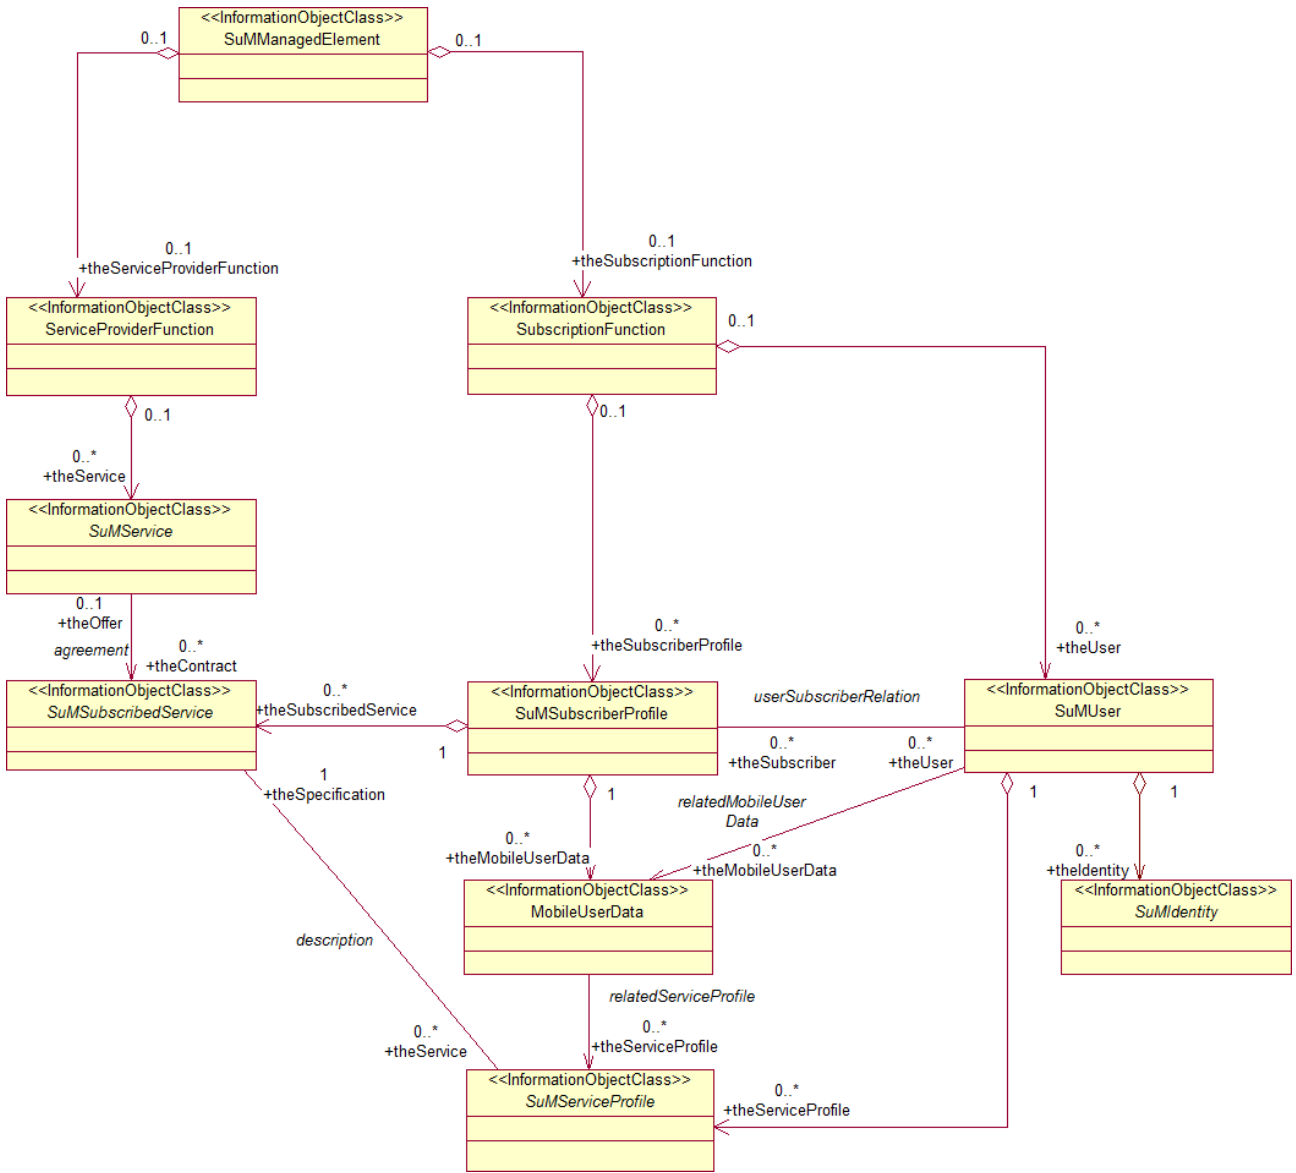 <<InformationObjectClass>>
SuMManagedElement
0..1
0..1
0..1
+theServiceProviderFunction
0..1
+theSubscriptionFunction
<<InformationObjectClass>>
ServiceProviderFunction
<<InformationObjectClass>>
SubscriptionFunction
0..1
0..1
0..1
0..*
+theService
<<InformationObjectClass>>
SuMService
0..1
+theOffer
agreement
0..*
+theContract
0..*
+theSubscriberProfile
0..*
+theUser
<<InformationObjectClass>>
SuMSubscribedService
0..*
+theSubscribedService
1
<<InformationObjectClass>>
SuMSubscriberProfile
userSubscriberRelation
0..*
+theSubscriber
0..*
+theUser
<<InformationObjectClass>>
SuMUser
1
+theSpecification
1
relatedMobileUser
Data
1
1
0..*
+theMobileUserData
0..*
+theMobileUserData
0..*
+theIdentity
<<InformationObjectClass>>
MobileUserData
<<InformationObjectClass>>
SuMIdentity
description
relatedServiceProfile
0..*
+theService
0..*
+theServiceProfile
<<InformationObjectClass>>
SuMServiceProfile
0..*
+theServiceProfile